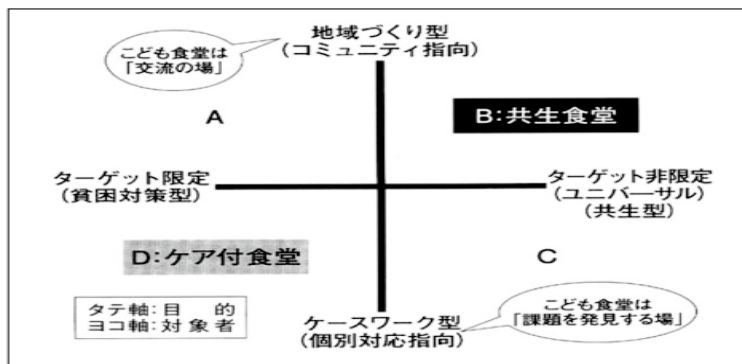 地域づくり型
(コミュニティ指向)
こども食堂は
「交流の場」
A
B:共生食堂
ターゲット限定
(貧困対策型)
ターゲット非限定
(ユニバーサル)
(共生型)
D:ケア付食堂
C
タテ軸:目 的
ヨコ軸:対象者
ケースワーク型
(個別対応指向)
こども食堂は
「課題を発見する場」